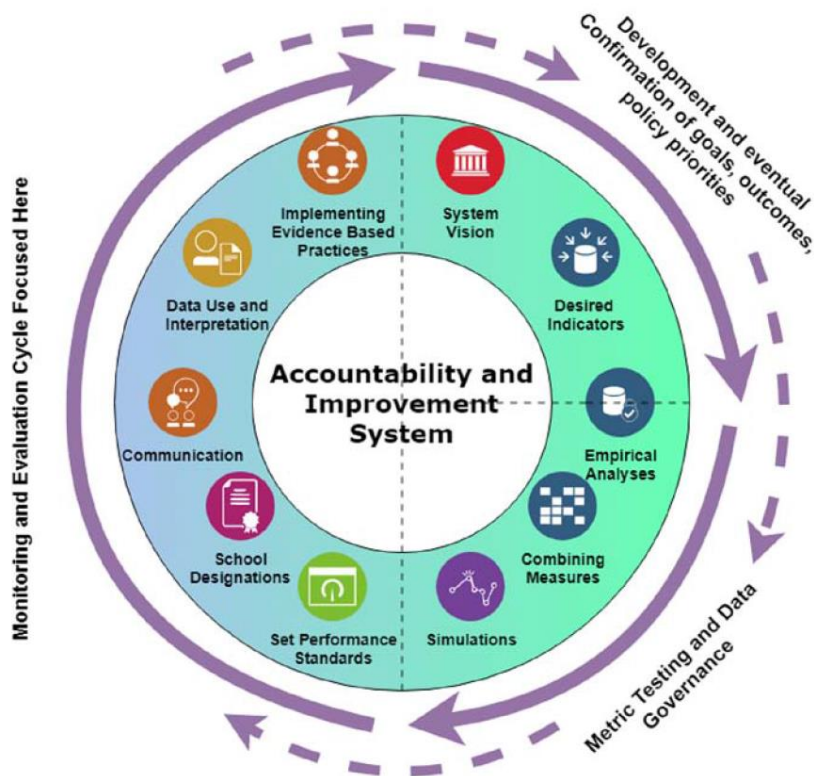 Development and eventual
Confirmation of goals, outcomes,
policy priorities
Monitoring and Evaluation Cycle Focused Here
Accountability and
Improvement
System
System
Vision
Desired
Indicators
Empirical
Analyses
Combining
Measures
Simulations
Set Performance
Standards
School
Designations
Communication
Data Use and
Interpretation
Implementing
Evidence Based
Practices
Metric Testing and Data
Governance